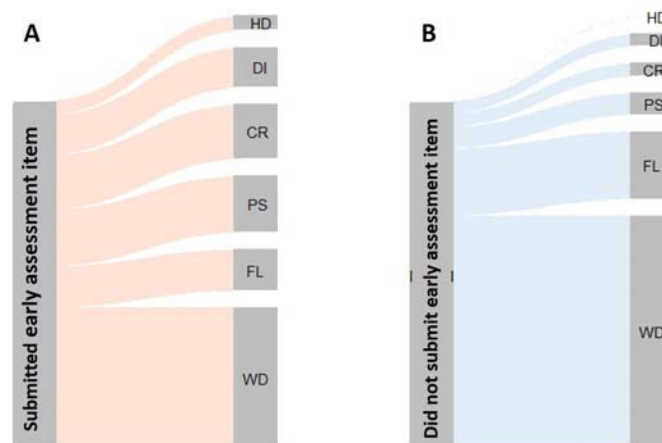 A
Submitted early assessment item
HD
DI
CR
PS
FL
WD
B
Did not submit early assessment item
HD
DI
CR
PS
FL
WD